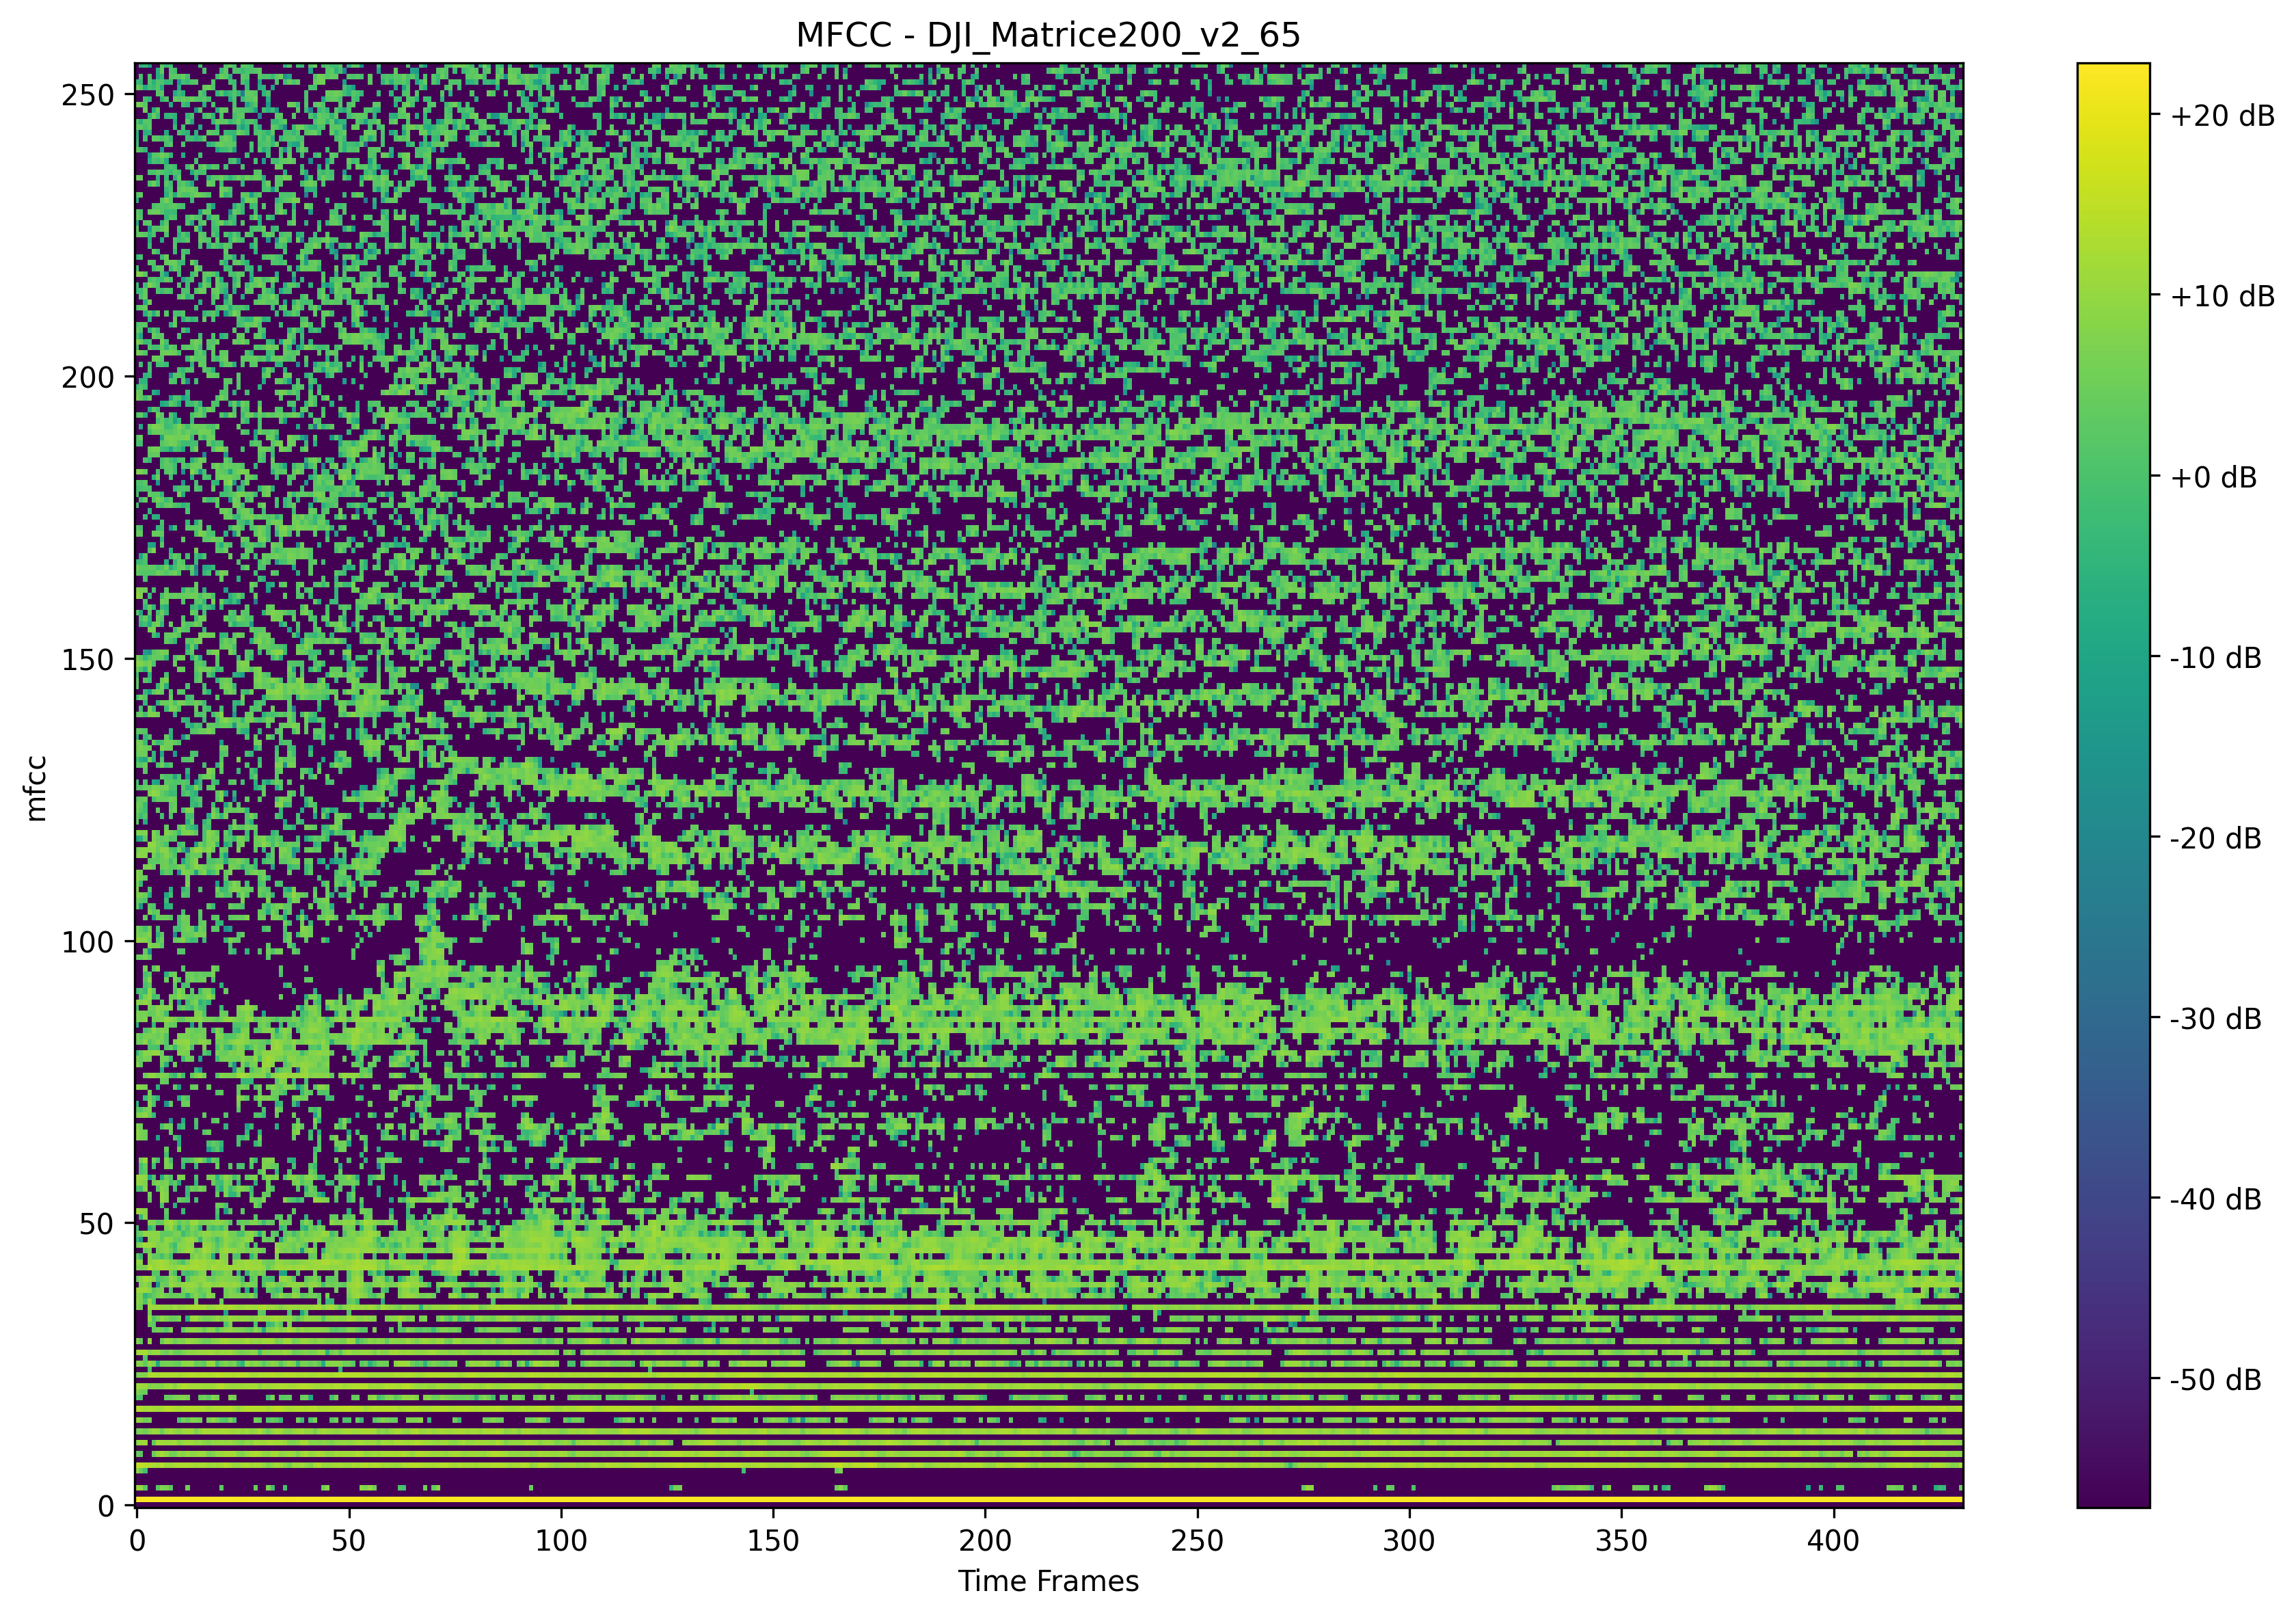 MFCC - DJI_Matrice200_v2_65
250
200
150
100
50
0
mfcc
0 50 100 150 200 250 300 350 400
Time Frames
+20 dB
+10 dB
+0 dB
-10 dB
-20 dB
-30 dB
-40 dB
-50 dB